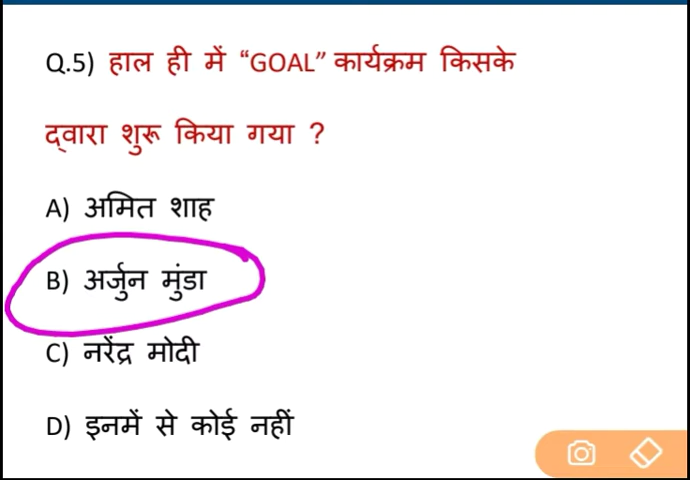 Q.5) हाल ही में “GOAL” कार्यक्रम किसके
द्वारा शुरू किया गया ?
A) अमित शाह
B) अर्जुन मुंडा
C) नरेंद्र मोदी
D) इनमें से कोई नहीं